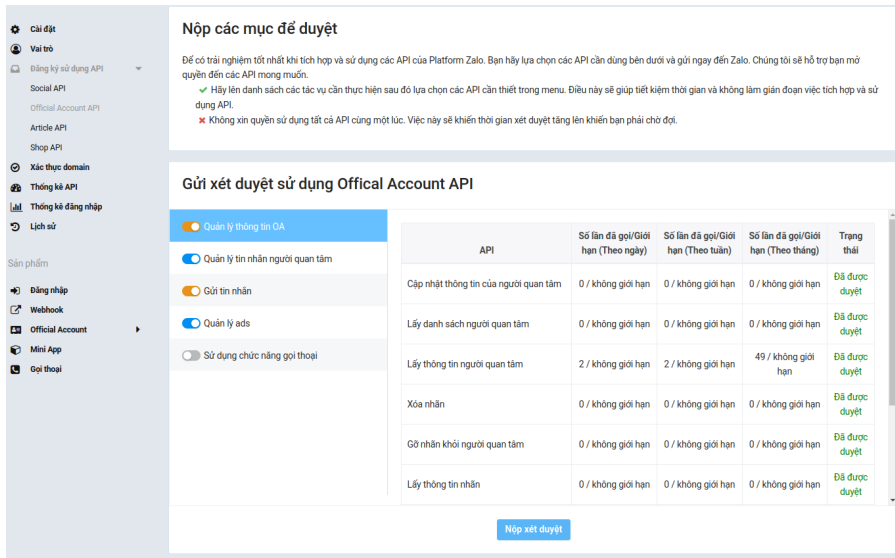 Cài đặt
Vai trò
Đăng ký sử dụng API
Social API
Official Account API
Article API
Shop API
Xác thực domain
Thống kê API
Thống kê đăng nhập
Lịch sử
Sản phẩm
Đăng nhập
Webhook
Official Account
Mini App
Gọi thoại
Nộp các mục để duyệt
Để có trải nghiệm tốt nhất khi tích hợp và sử dụng các API của Platform Zalo. Bạn hãy lựa chọn các API cần dùng bên dưới và gửi ngay đến Zalo. Chúng tôi sẽ hỗ trợ bạn mở
quyền đến các API mong muốn.
Hãy lên danh sách các tác vụ cần thực hiện sau đó lựa chọn các API cần thiết trong menu. Điều này sẽ giúp tiết kiệm thời gian và không làm gián đoạn việc tích hợp và sử
dụng API.
Không xin quyền sử dụng tất cả API cùng một lúc. Việc này sẽ khiến thời gian xét duyệt tăng lên khiến bạn phải chờ đợi.
Gửi xét duyệt sử dụng Offical Account API
Quản lý thông tin OA
Quản lý tin nhắn người quan tâm
Gửi tin nhắn
Quản lý ads
Sử dụng chức năng gọi thoại
API
Số lần đã gọi/Giới
hạn (Theo ngày)
Số lần đã gọi/Giới
hạn (Theo tuần)
Số lần đã gọi/Giới
hạn (Theo tháng)
Trạng
thái
Cập nhật thông tin của người quan tâm 0 / không giới hạn 0 / không giới hạn 0 / không giới hạn Đã được
duyệt
Lấy danh sách người quan tâm 0 / không giới hạn 0 / không giới hạn 0 / không giới hạn Đã được
duyệt
Lấy thông tin người quan tâm 2 / không giới hạn 2 / không giới hạn 49 / không giới
hạn
Đã được
duyệt
Xóa nhãn 0 / không giới hạn 0 / không giới hạn 0 / không giới hạn Đã được
duyệt
Gỡ nhãn khỏi người quan tâm 0 / không giới hạn 0 / không giới hạn 0 / không giới hạn Đã được
duyệt
Lấy thông tin nhãn 0 / không giới hạn 0 / không giới hạn 0 / không giới hạn Đã được
duyệt
Nộp xét duyệt